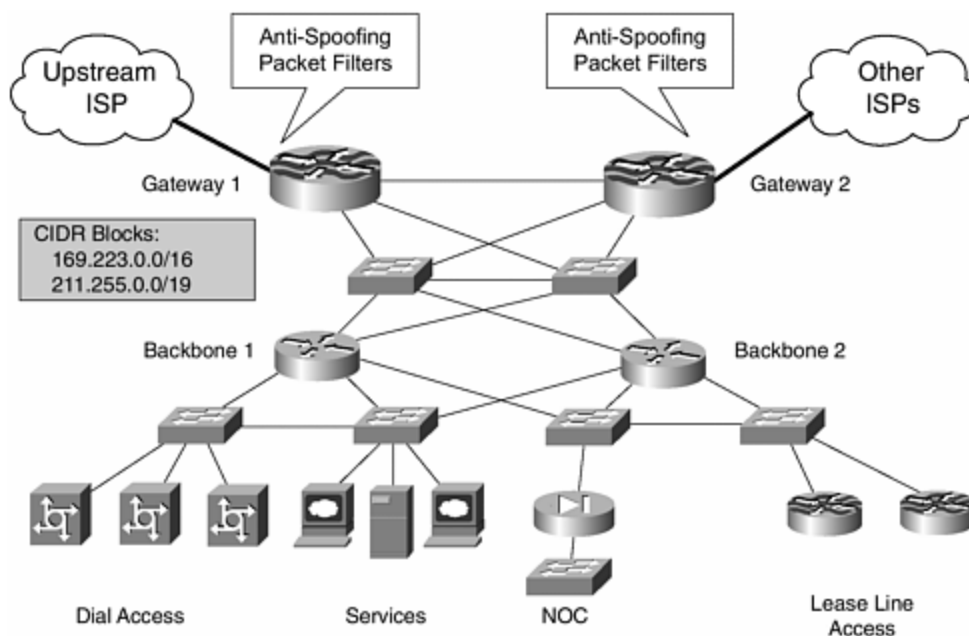 Upstream
ISP
Anti-Spoofing
Packet Filters
Anti-Spoofing
Packet Filters
Other
ISPs
Gateway 1
Gateway 2
CIDR Blocks:
169.223.0.0/16
211.255.0.0/19
Backbone 1
Backbone 2
Dial Access
Services
NOC
Lease Line
Access